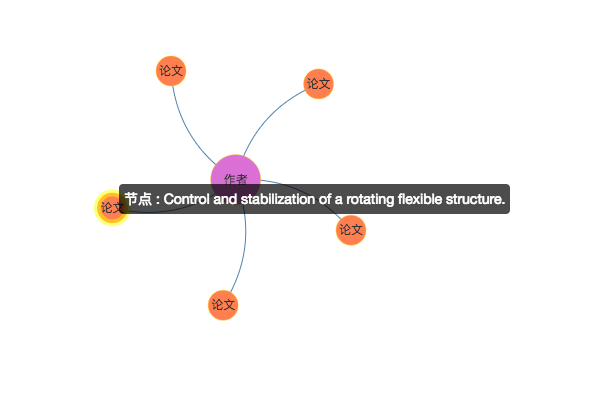 论文
论文
作者
论文
节点 : Control and stabilization of a rotating flexible structure.
论文
论文